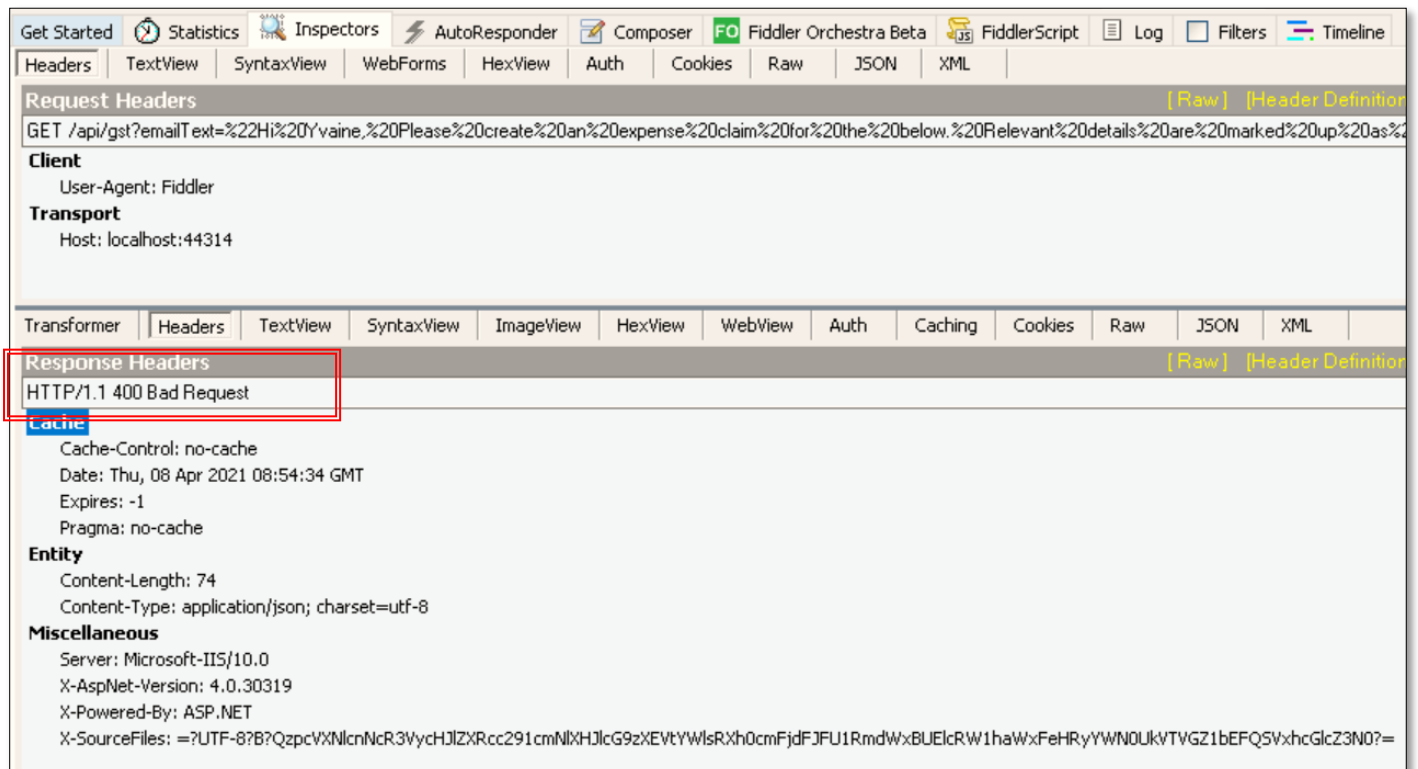 Get Started Statistics Inspectors AutoResponder Composer FO Fiddler Orchestra Beta JS FiddlerScript Log Filters Timeline
Headers TextView SyntaxView WebForms HexView Auth Cookies Raw JSON XML
Request Headers [Raw] [Header Definition
GET /api/gst?emailText=%22Hi%20Yvaine,%20Please%20create%20an%20expense%20claim%20for%20the%20below.%20Relevant%20details%20are%20marked%20up%20as%2
Client
User-Agent: Fiddler
Transport
Host: localhost:44314
Transformer Headers TextView SyntaxView ImageView HexView WebView Auth Caching Cookies Raw JSON XML
Response Headers [Raw] [Header Definition
HTTP/1.1 400 Bad Request
Cache
Cache-Control: no-cache
Date: Thu, 08 Apr 2021 08:54:34 GMT
Expires: -1
Pragma: no-cache
Entity
Content-Length: 74
Content-Type: application/json; charset=utf-8
Miscellaneous
Server: Microsoft-IIS/10.0
X-AspNet-Version: 4.0.30319
X-Powered-By: ASP.NET
X-SourceFiles: